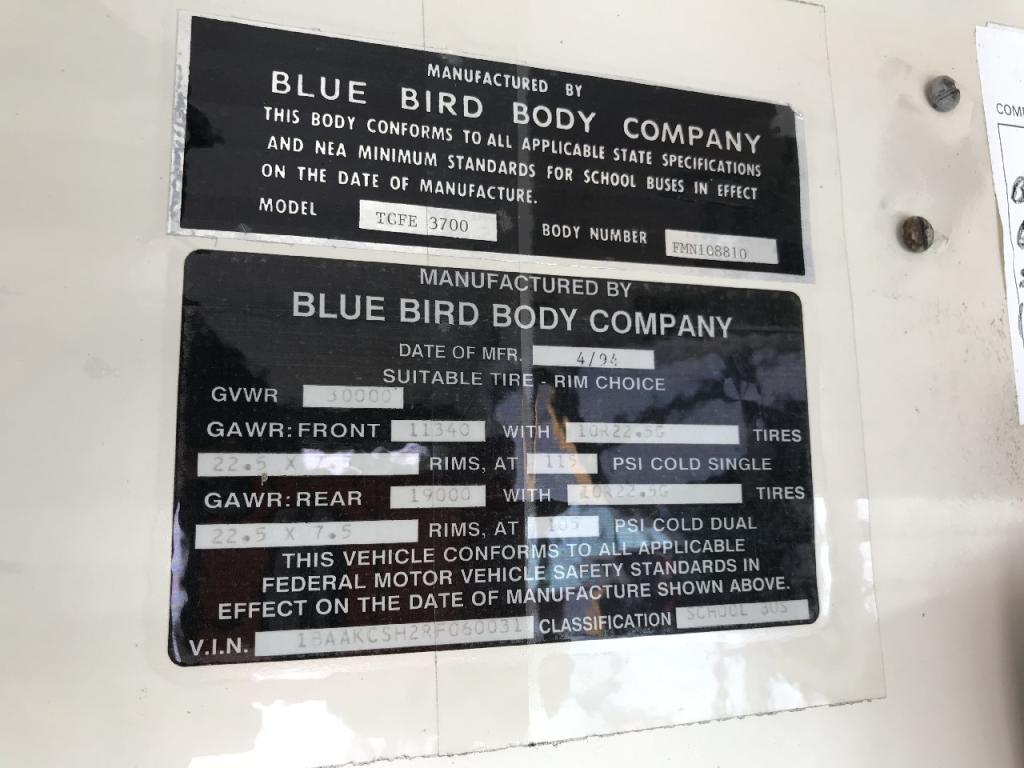 MANUFACTURED BY
BLUE BIRD BODY COMPANY
THIS BODY CONFORMS TO ALL APPLICABLE STATE SPECIFICATIONS
AND NEA MINIMUM STANDARDS FOR SCHOOL BUSES IN EFFECT
ON THE DATE OF MANUFACTURE.
MODEL TCFE 3700 BODY NUMBER FMN108810
MANUFACTURED BY
BLUE BIRD BODY COMPANY
DATE OF MFR. 4/94
SUITABLE TIRE - RIM CHOICE
GVWR 30000
GAWR: FRONT 11340 WITH 10R22.5G TIRES
22.5 X 7.5 RIMS, AT 115 PSI COLD SINGLE
GAWR: REAR 19000 WITH 10R22.5G TIRES
22.5 X 7.5 RIMS, AT 105 PSI COLD DUAL
THIS VEHICLE CONFORMS TO ALL APPLICABLE
FEDERAL MOTOR VEHICLE SAFETY STANDARDS IN
EFFECT ON THE DATE OF MANUFACTURE SHOWN ABOVE.
V.I.N. 1BAAKCSH2RF060031 CLASSIFICATION SCHOOL BUS